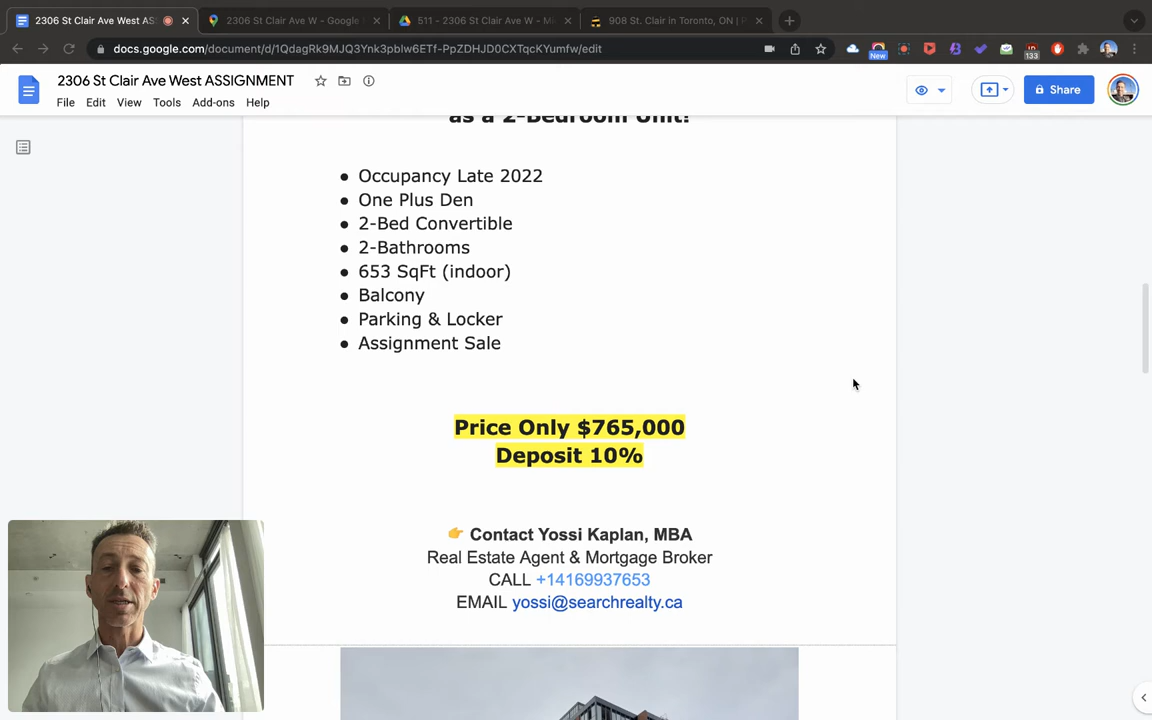 2306 St Clair Ave West AS
2306 St Clair Ave W - Google
511 - 2306 St Clair Ave W - Mi
908 St. Clair in Toronto, ON | P
docs.google.com/document/d/1QdagRk9MJQ3Ynk3pblw6ETf-PpZDHJD0CXTqcKYumfw/edit
New
133
2306 St Clair Ave West ASSIGNMENT
File Edit View Tools Add-ons Help
Share
as a 2-Bedroom Unit!
● Occupancy Late 2022
● One Plus Den
● 2-Bed Convertible
● 2-Bathrooms
● 653 SqFt (indoor)
● Balcony
● Parking & Locker
● Assignment Sale
Price Only $765,000
Deposit 10%
👉 Contact Yossi Kaplan, MBA
Real Estate Agent & Mortgage Broker
CALL +14169937653
EMAIL yossi@searchrealty.ca